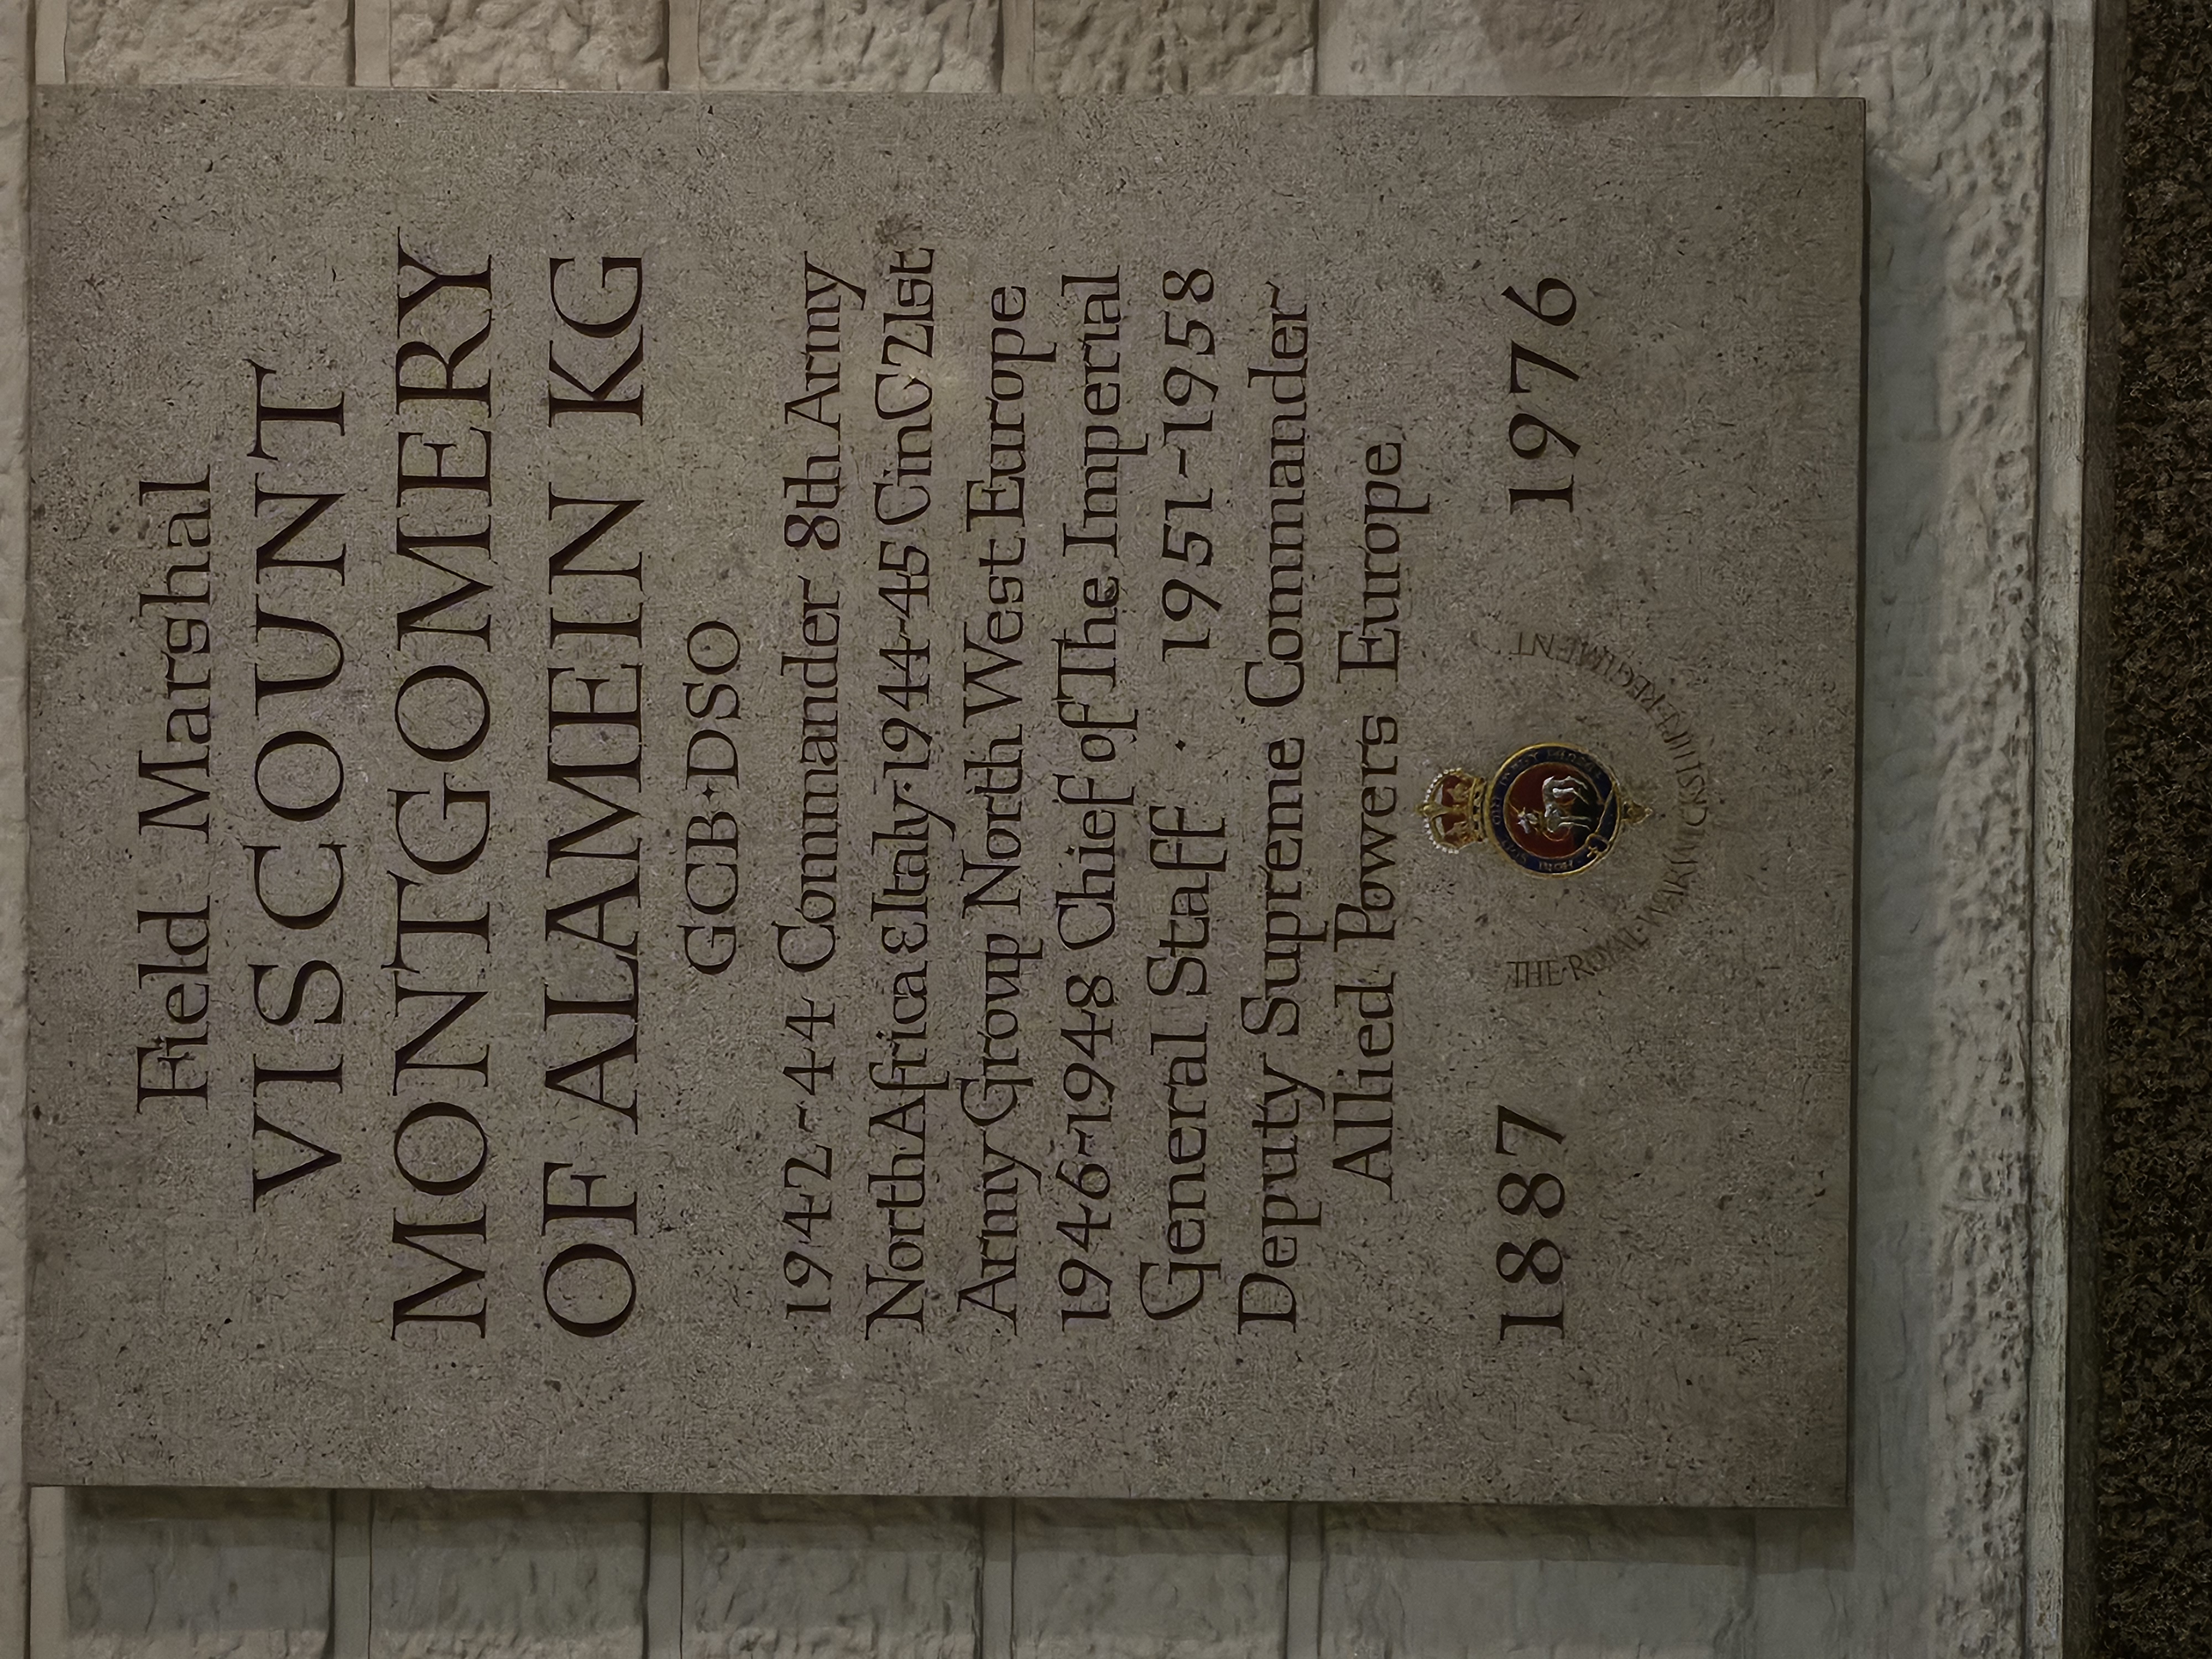 Field Marshal
VISCOUNT
MONTGOMERY
OF ALAMEIN KG
GCB·DSO
1942-44 Commander 8th Army
North Africa & Italy·1944-45 CinC 21st
Army Group North West Europe
1946-1948 Chief of The Imperial
General Staff · 1951-1958
Deputy Supreme Commander
Allied Powers Europe
1887 1976
THE·ROYAL·WARWICKSHIRE·REGIMENT